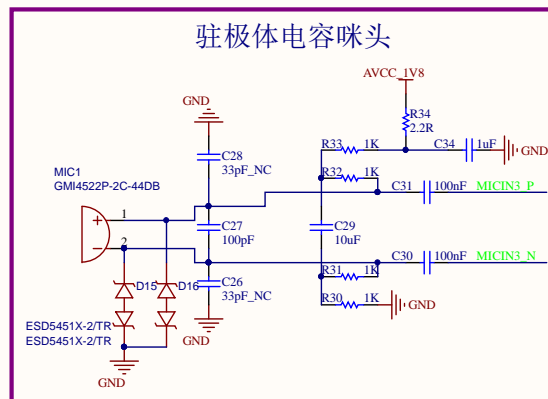 驻极体电容咪头
AVCC_1V8
GND
R34
2.2R
R33
1K
C34
1uF
GND
C28
33pF_NC
R32
1K
MIC1
GMI4522P-2C-44DB
C31
100nF
MICIN3_P
1
C27
100pF
C29
10uF
2
C30
100nF
MICIN3_N
R31
1K
D15
D16
C26
33pF_NC
R30
1K
GND
ESD5451X-2/TR
ESD5451X-2/TR
GND
GND